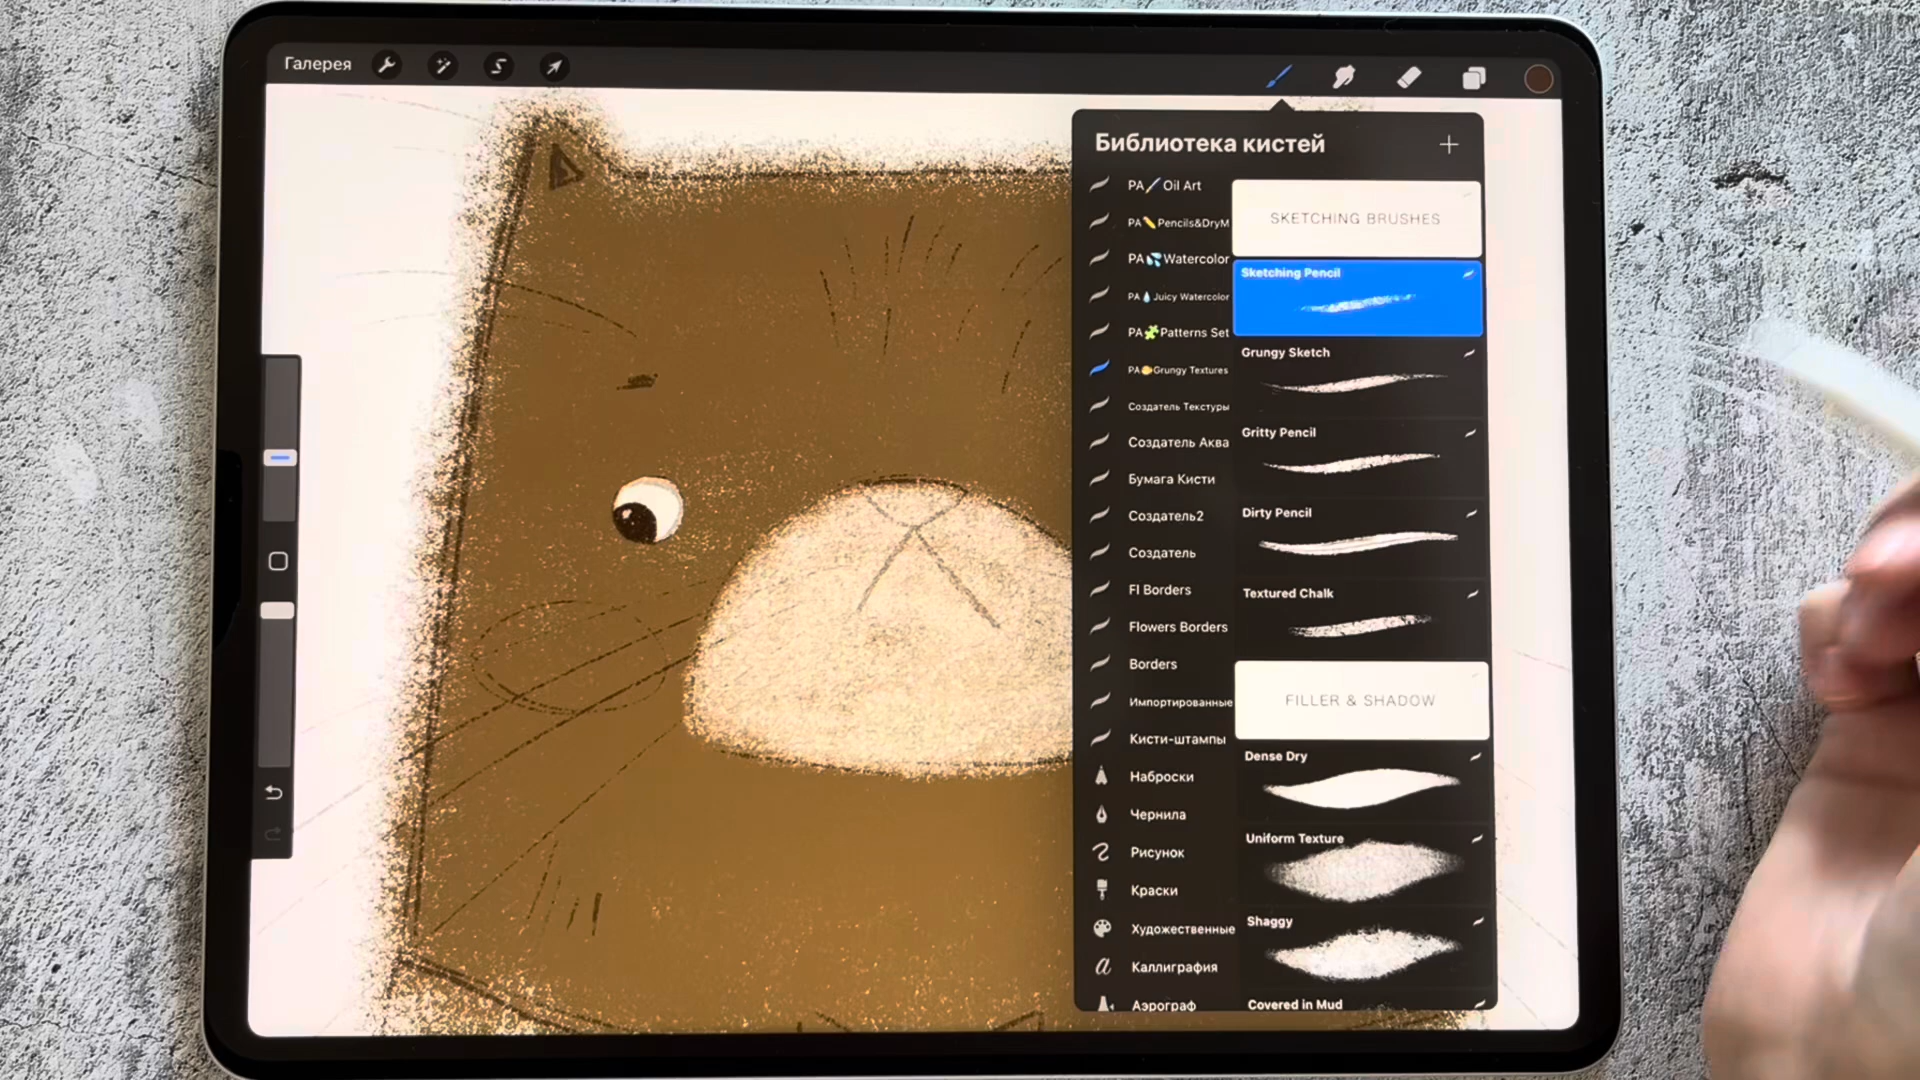 Галерея
Библиотека кистей
PA🖌️Oil Art
PA✏️Pencils&DryM
PA💦Watercolor
PA💧Juicy Watercolor
PA🧩Patterns Set
PA🐡Grungy Textures
Создатель Текстуры
Создатель Аква
Бумага Кисти
Создатель2
Создатель
Fl Borders
Flowers Borders
Borders
Импортированные
Кисти-штампы
Наброски
Чернила
Рисунок
Краски
Художественные
Каллиграфия
Аэрограф
SKETCHING BRUSHES
Sketching Pencil
Grungy Sketch
Gritty Pencil
Dirty Pencil
Textured Chalk
FILLER & SHADOW
Dense Dry
Uniform Texture
Shaggy
Covered in Mud